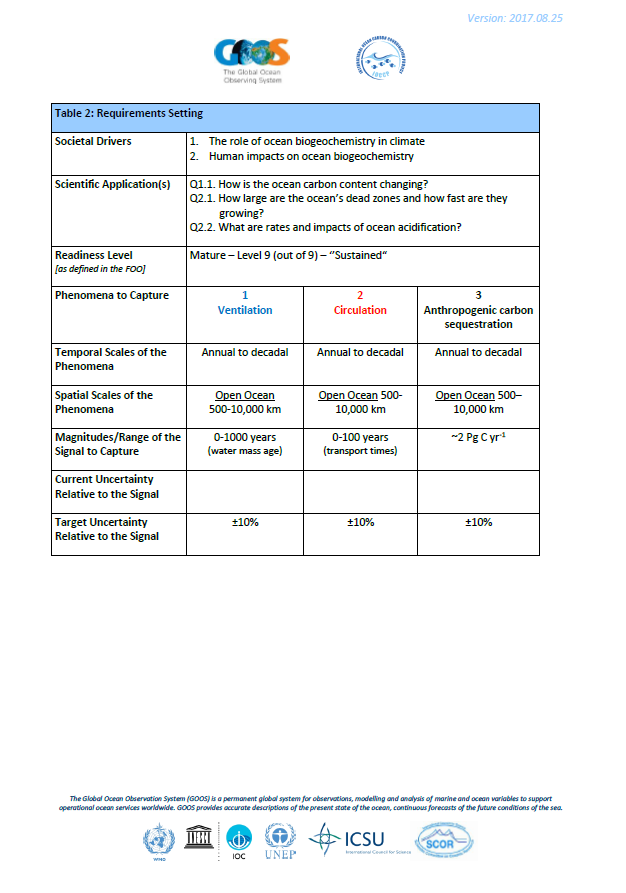 Version: 2017.08.25
GOOS
The Global Ocean
Observing System
INTERNATIONAL OCEAN CARBON COORDINATION PROJECT
IOCCP
Table 2: Requirements Setting
Societal Drivers
1. The role of ocean biogeochemistry in climate
2. Human impacts on ocean biogeochemistry
Scientific Application(s)
Q1.1. How is the ocean carbon content changing?
Q2.1. How large are the ocean's dead zones and how fast are they
growing?
Q2.2. What are rates and impacts of ocean acidification?
Readiness Level
[as defined in the FOO]
Mature – Level 9 (out of 9) – "Sustained"
Phenomena to Capture
1
Ventilation
2
Circulation
3
Anthropogenic carbon
sequestration
Temporal Scales of the
Phenomena
Annual to decadal
Annual to decadal
Annual to decadal
Spatial Scales of the
Phenomena
Open Ocean
500-10,000 km
Open Ocean 500-
10,000 km
Open Ocean 500–
10,000 km
Magnitudes/Range of the
Signal to Capture
0-1000 years
(water mass age)
0-100 years
(transport times)
~2 Pg C yr-1
Current Uncertainty
Relative to the Signal
Target Uncertainty
Relative to the Signal
±10%
±10%
±10%
The Global Ocean Observation System (GOOS) is a permanent global system for observations, modelling and analysis of marine and ocean variables to support
operational ocean services worldwide. GOOS provides accurate descriptions of the present state of the ocean, continuous forecasts of the future conditions of the sea.
WMO
UNESCO
IOC
UNEP
ICSU
International Council for Science
SCOR